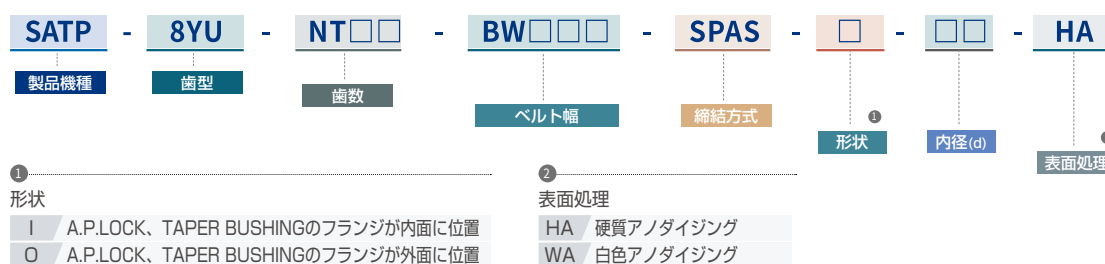 SATP - 8YU - NT□□ - BW□□□ - SPAS - □ - □□ - HA
製品機種 歯型 歯数 ベルト幅 締結方式 形状 ❶ 内径(d) 表面処理
❶
形状
I A.P.LOCK、TAPER BUSHINGのフランジが内面に位置
O A.P.LOCK、TAPER BUSHINGのフランジが外面に位置
❷
表面処理
HA 硬質アノダイジング
WA 白色アノダイジング